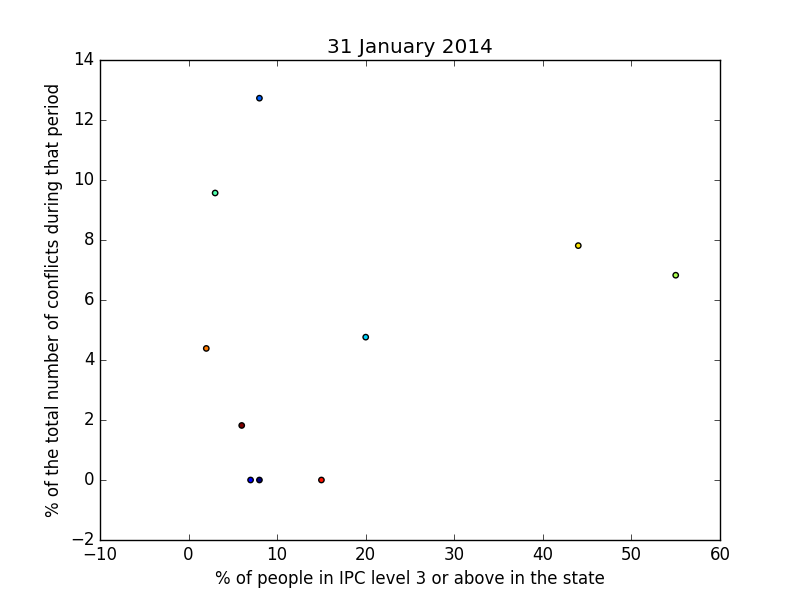 31 January 2014
14
12
10
8
6
4
2
0
−2
−10 0 10 20 30 40 50 60
% of the total number of conflicts during that period
% of people in IPC level 3 or above in the state